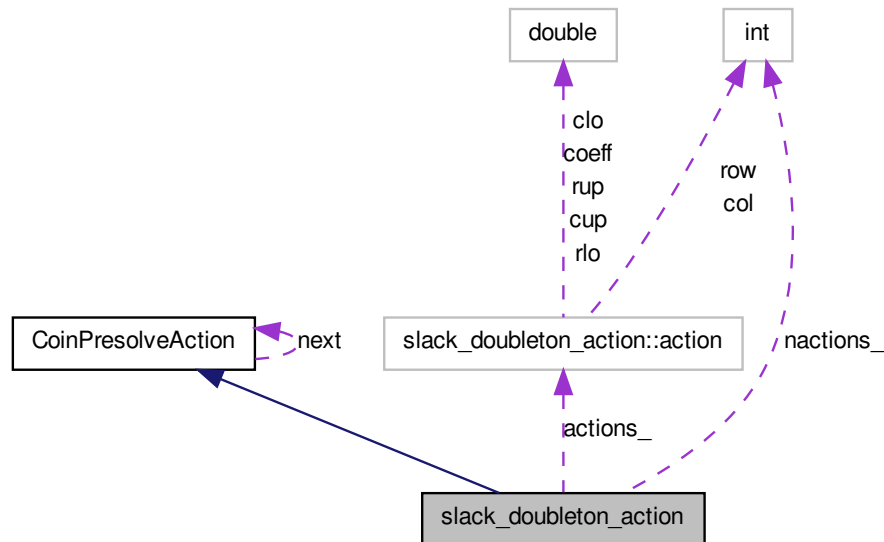 double
int
clo
coeff
rup
cup
rlo
row
col
CoinPresolveAction
next
slack_doubleton_action::action
nactions_
actions_
slack_doubleton_action